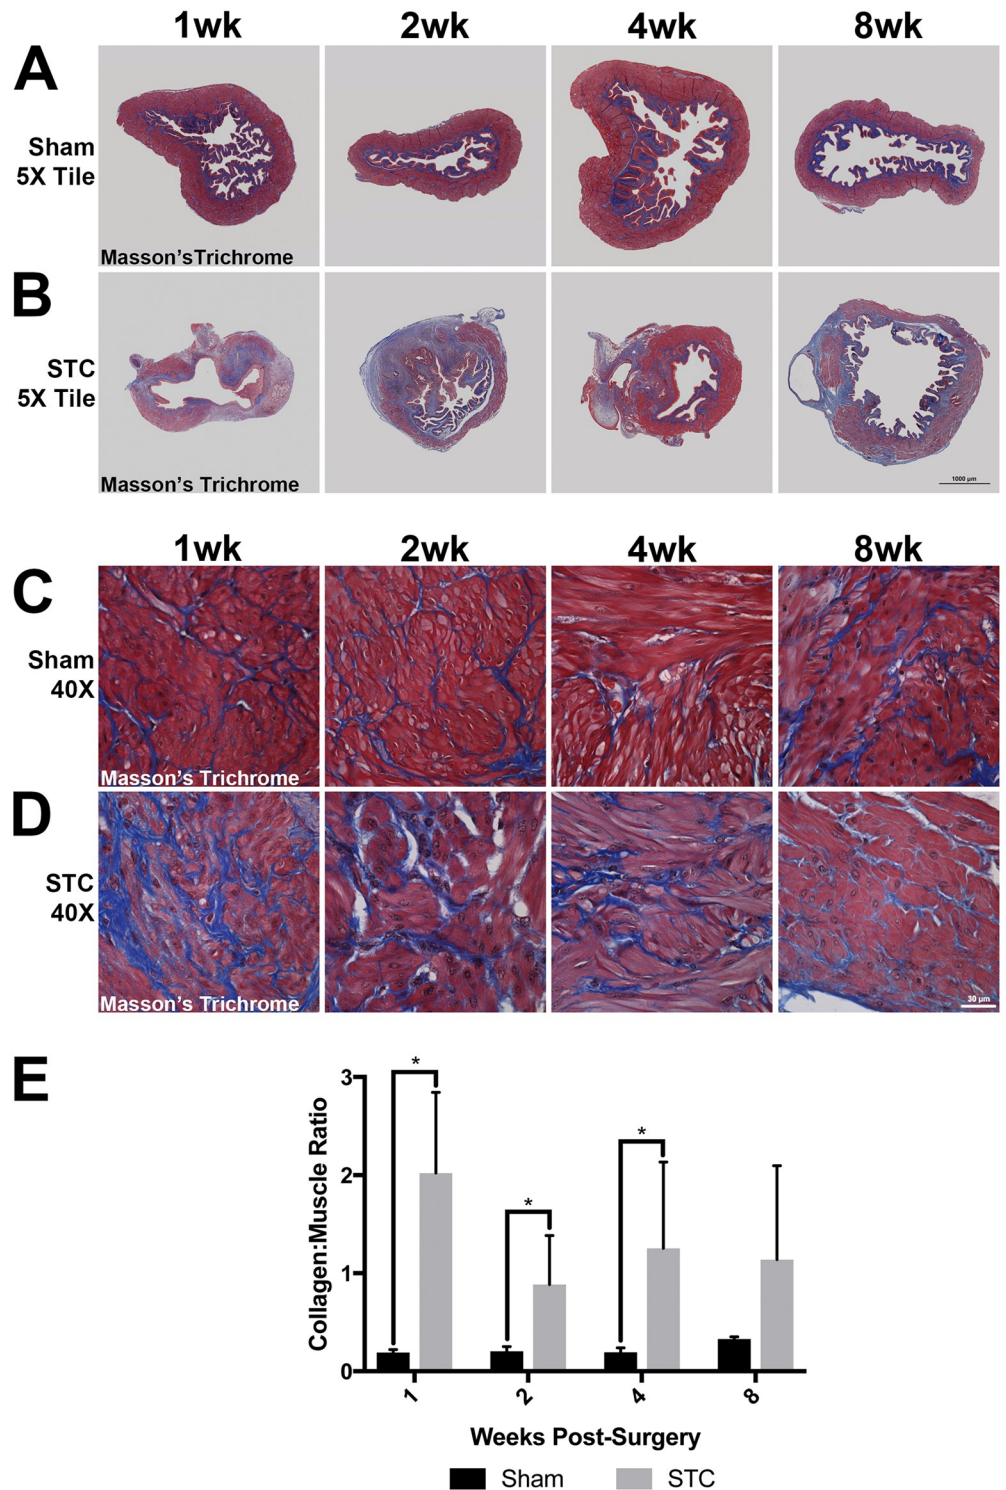 1wk 2wk 4wk 8wk
A
Sham
5X Tile
Masson'sTrichrome
B
STC
5X Tile
Masson's Trichrome
1000 µm
1wk 2wk 4wk 8wk
C
Sham
40X
Masson's Trichrome
D
STC
40X
Masson's Trichrome
30 µm
E
Collagen:Muscle Ratio
3
2
1
0
*
*
*
1 2 4 8
Weeks Post-Surgery
Sham STC